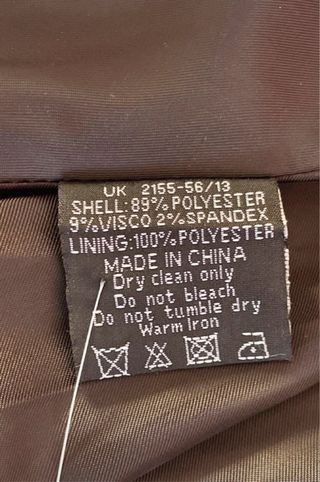 UK 2155-56/13
SHELL:89%POLYESTER
9%VISCO 2%SPANDEX
LINING:100%POLYESTER
MADE IN CHINA
Dry clean only
Do not bleach
Do not tumble dry
Warm Iron